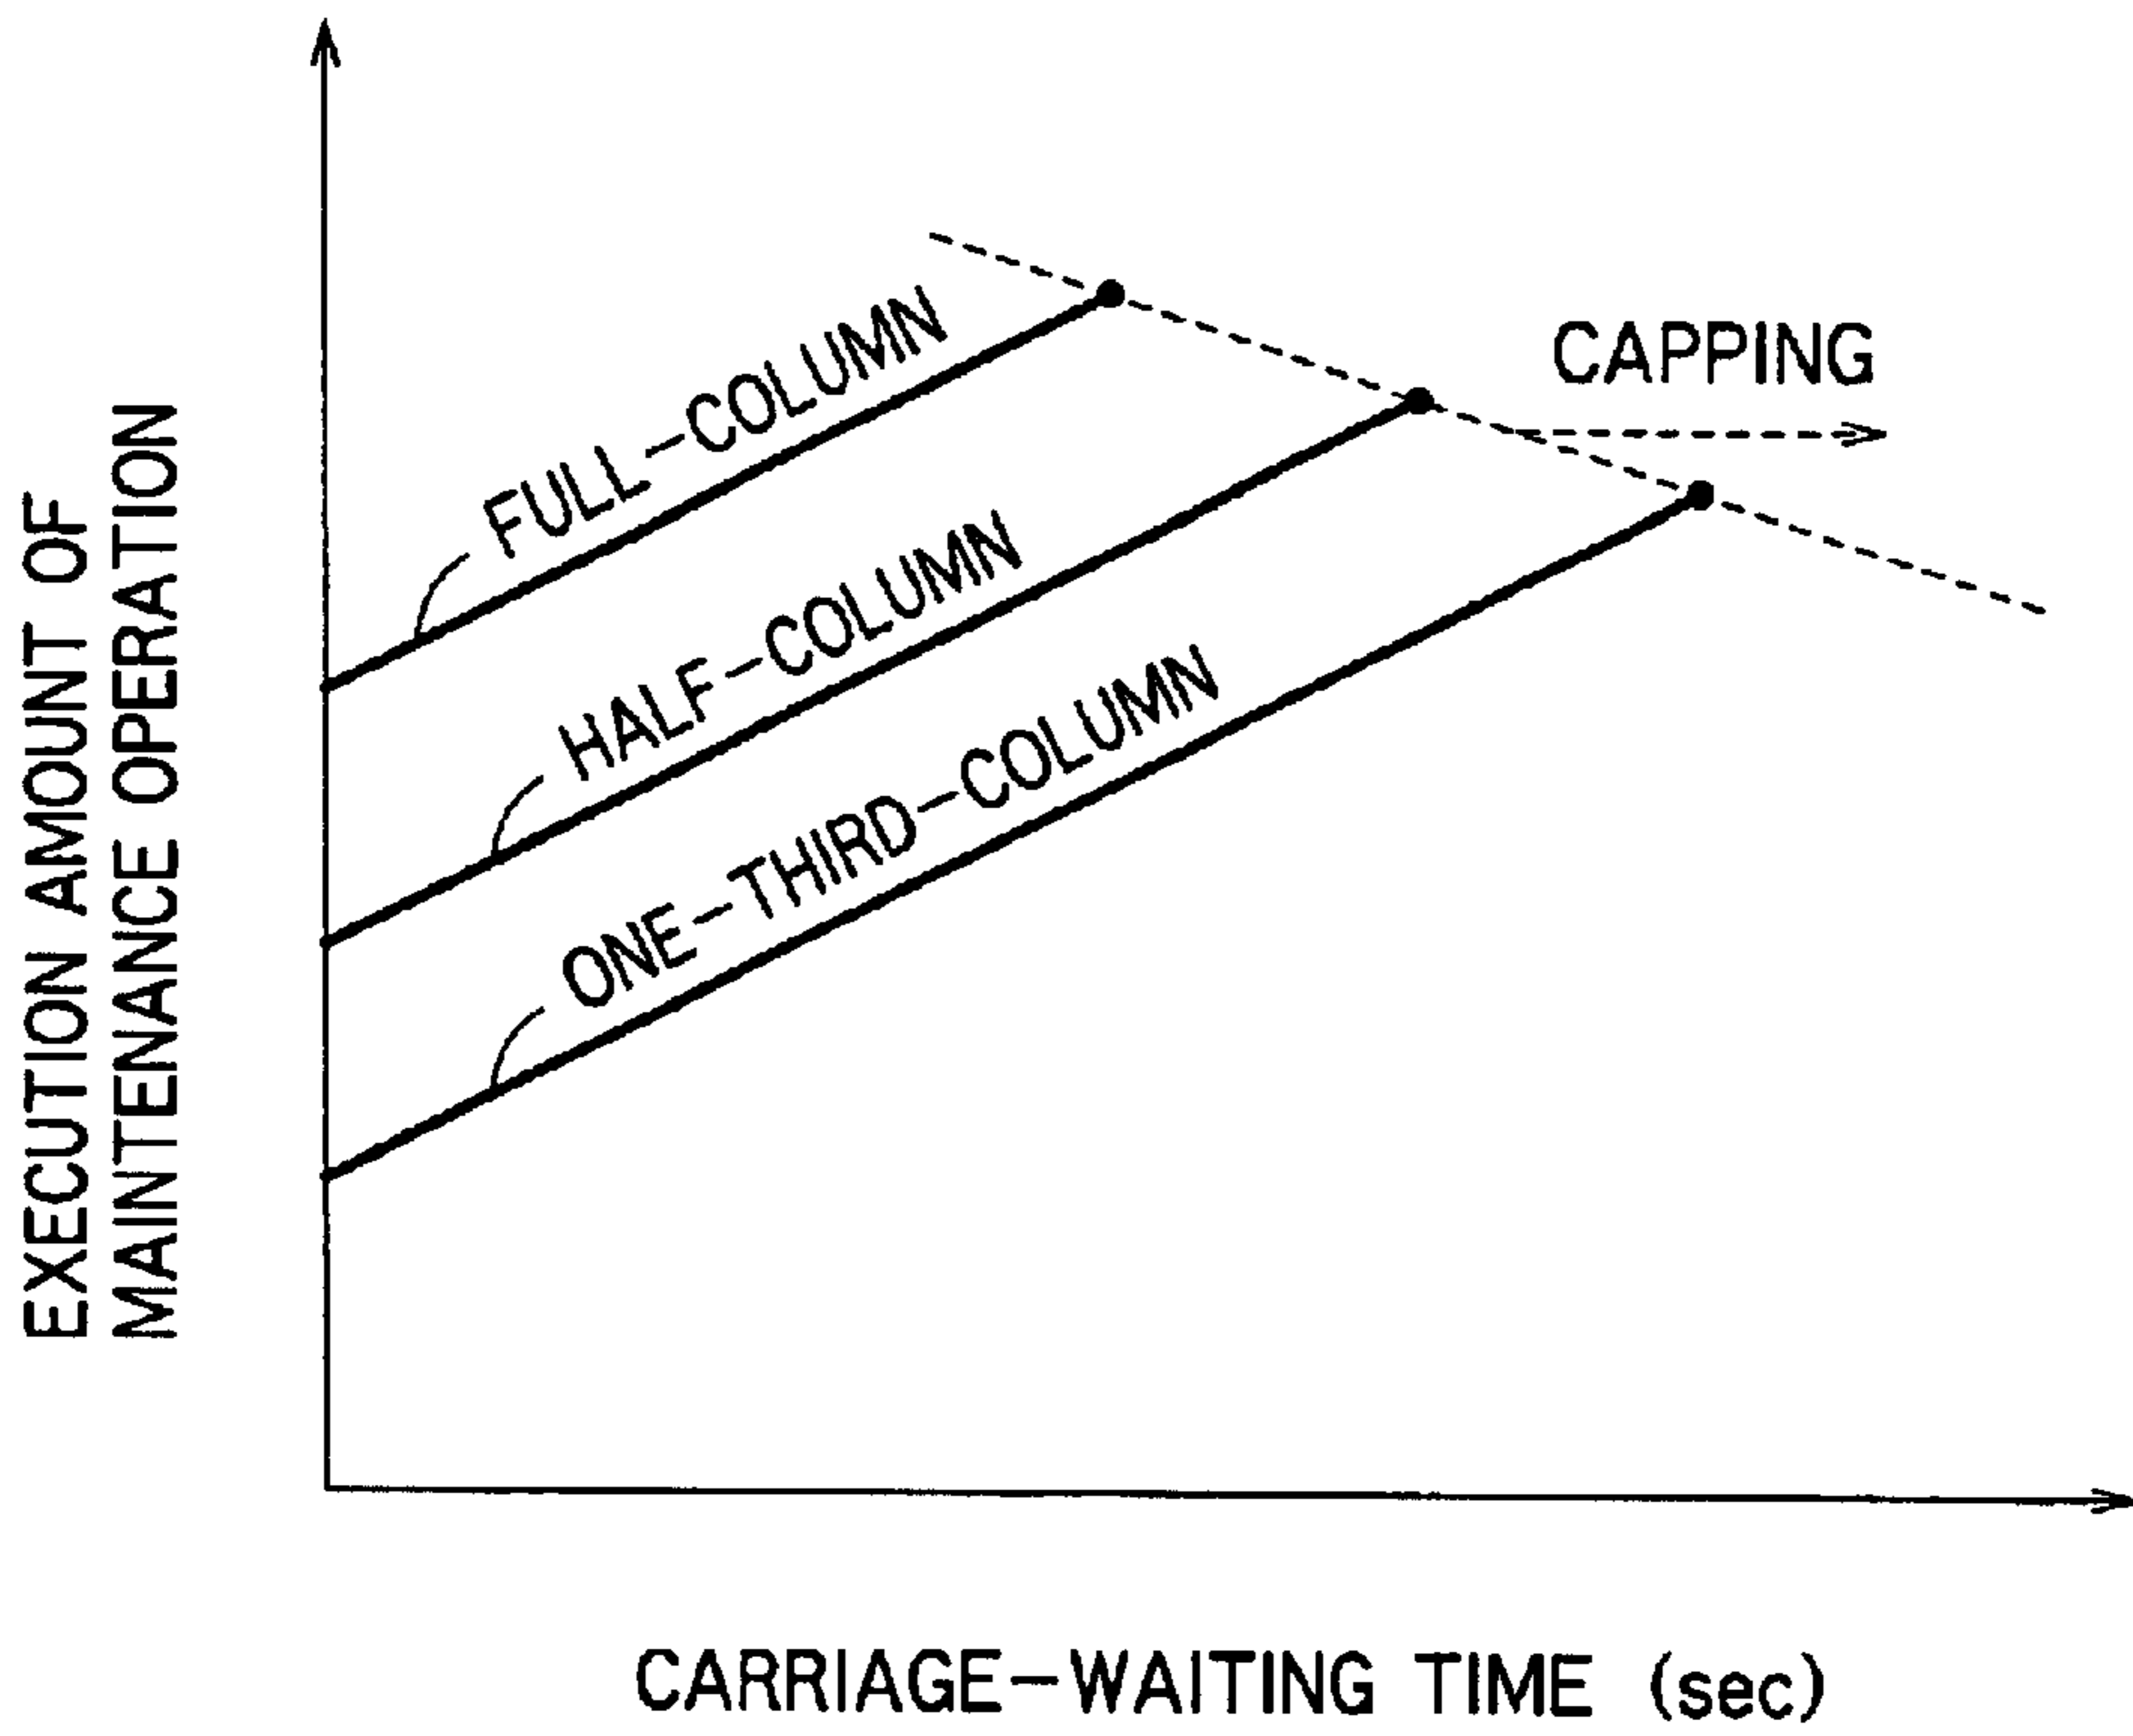 EXECUTION AMOUNT OF
MAINTENANCE OPERATION
FULL-COLUMN
CAPPING
HALF-COLUMN
ONE-THIRD-COLUMN
CARRIAGE-WAITING TIME (sec)